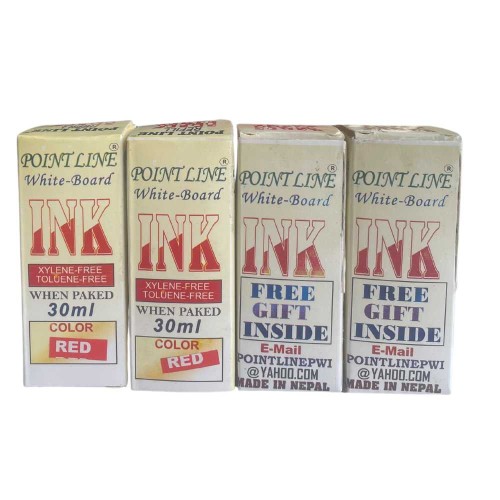 POINT LINE®
White-Board
INK
XYLENE-FREE
TOLUENE-FREE
WHEN PAKED
30ml
COLOR
RED
POINT LINE
POINT LINE®
White-Board
INK
XYLENE-FREE
TOLUENE-FREE
WHEN PAKED
30ml
COLOR
RED
POINT LINE®
White-Board
INK
FREE
GIFT
INSIDE
E-Mail
POINTLINEPWI
@YAHOO.COM
MADE IN NEPAL
POINT LINE®
White-Board
INK
FREE
GIFT
INSIDE
E-Mail
POINTLINEPWI
@YAHOO.COM
MADE IN NEPAL